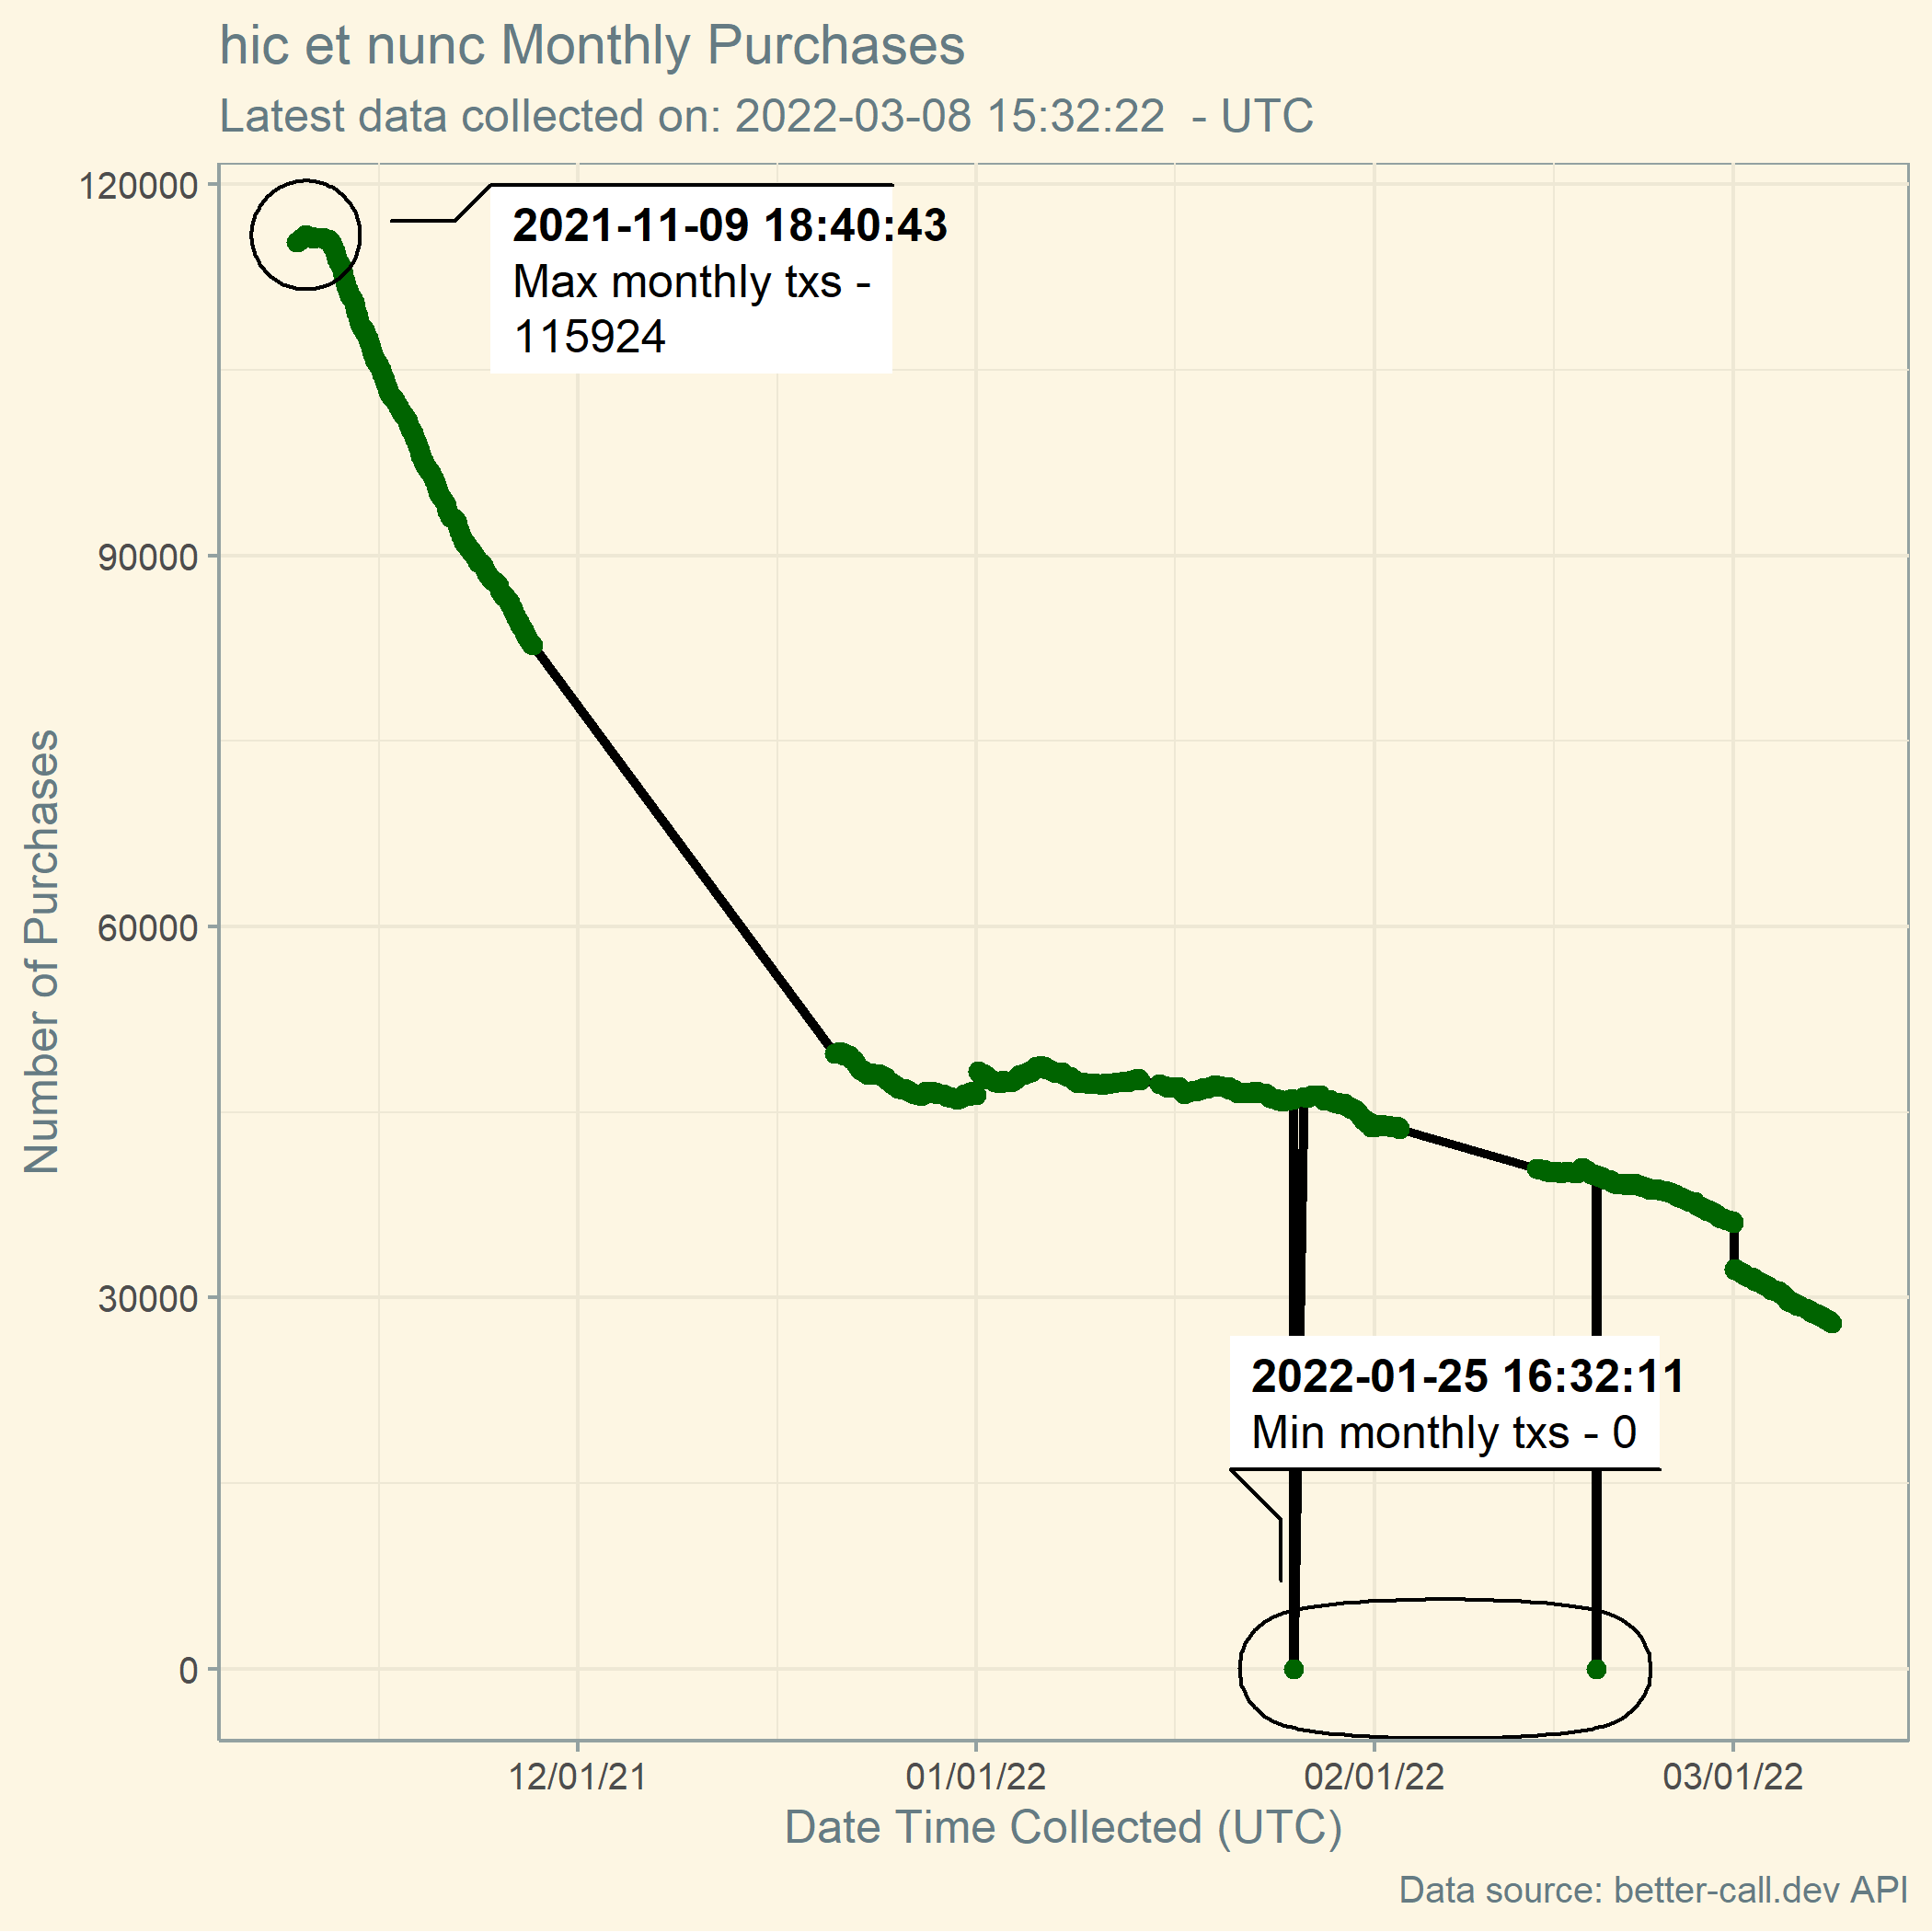 hic et nunc Monthly Purchases
Latest data collected on: 2022-03-08 15:32:22  - UTC
120000
2021-11-09 18:40:43
Max monthly txs -
115924
90000
Number of Purchases
60000
30000
2022-01-25 16:32:11
Min monthly txs - 0
0
12/01/21 01/01/22 02/01/22 03/01/22
Date Time Collected (UTC)
Data source: better-call.dev API